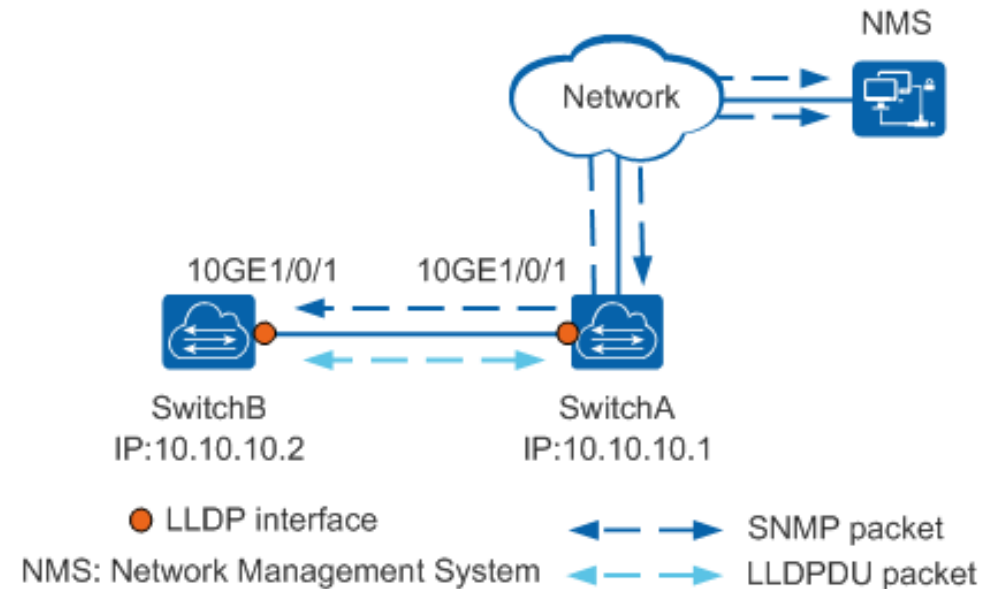 NMS
Network
10GE1/0/1
10GE1/0/1
SwitchB
IP:10.10.10.2
SwitchA
IP:10.10.10.1
LLDP interface
SNMP packet
NMS: Network Management System
LLDPDU packet